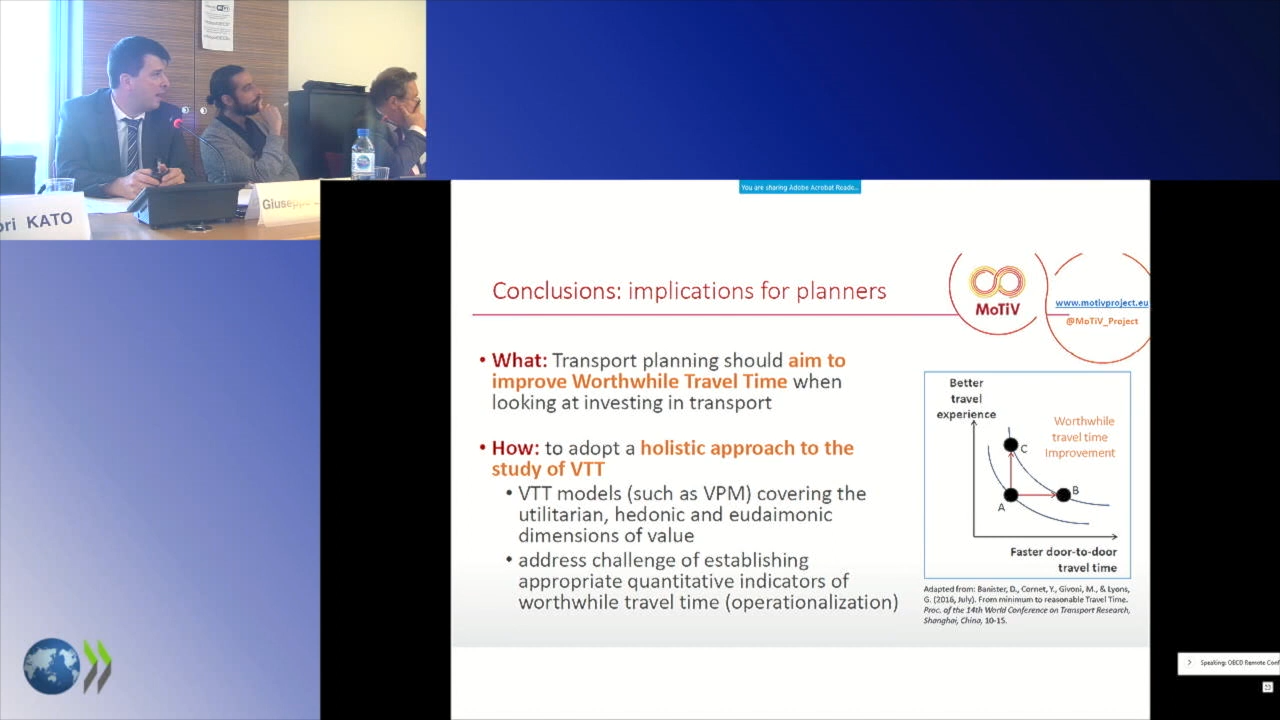 WiFi
ori KATO
Giusepp
You are sharing Adobe Acrobat Reade...
Conclusions: implications for planners
MoTiV
www.motivproject.eu
@MoTiV_Project
• What: Transport planning should aim to
improve Worthwhile Travel Time when
looking at investing in transport
• How: to adopt a holistic approach to the
study of VTT
• VTT models (such as VPM) covering the
utilitarian, hedonic and eudaimonic
dimensions of value
• address challenge of establishing
appropriate quantitative indicators of
worthwhile travel time (operationalization)
Better
travel
experience
Worthwhile
travel time
Improvement
C
B
A
Faster door-to-door
travel time
Adapted from: Banister, D., Cornet, Y., Givoni, M., & Lyons,
G. (2016, July). From minimum to reasonable Travel Time.
Proc. of the 14th World Conference on Transport Research,
Shanghai, China, 10-15.
Speaking: OECD Remote Conf